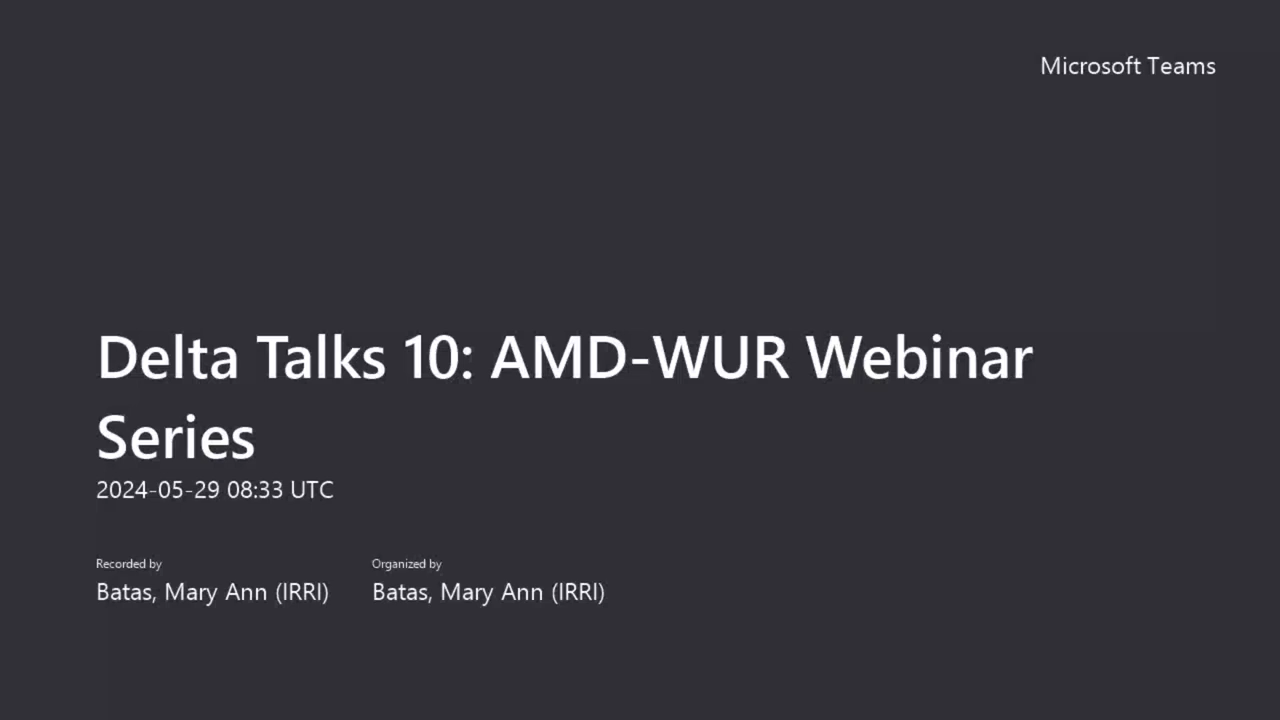 Microsoft Teams
Delta Talks 10: AMD-WUR Webinar
Series
2024-05-29 08:33 UTC
Recorded by
Batas, Mary Ann (IRRI)
Organized by
Batas, Mary Ann (IRRI)